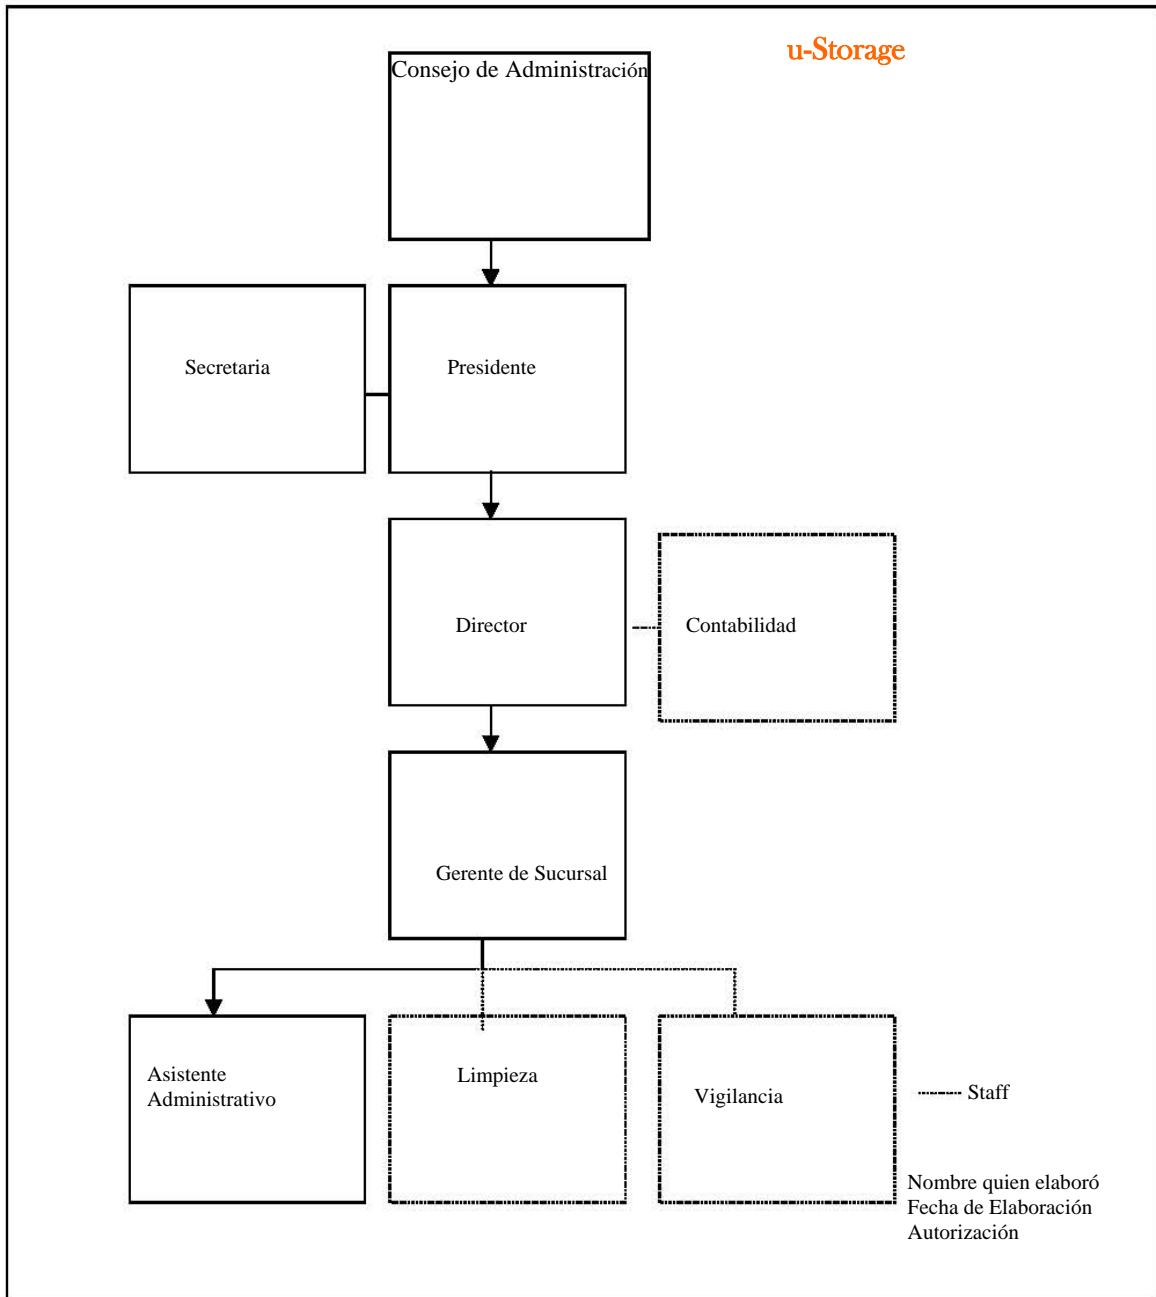 u-Storage
Consejo de Administración
Secretaria
Presidente
Director
Contabilidad
Gerente de Sucursal
Asistente
Administrativo
Limpieza
Vigilancia
Staff
Nombre quien elaboró
Fecha de Elaboración
Autorización